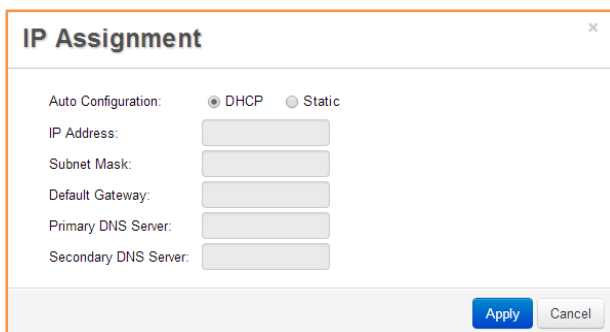 IP Assignment ×
Auto Configuration: DHCP Static
IP Address:
Subnet Mask:
Default Gateway:
Primary DNS Server:
Secondary DNS Server:
Apply Cancel